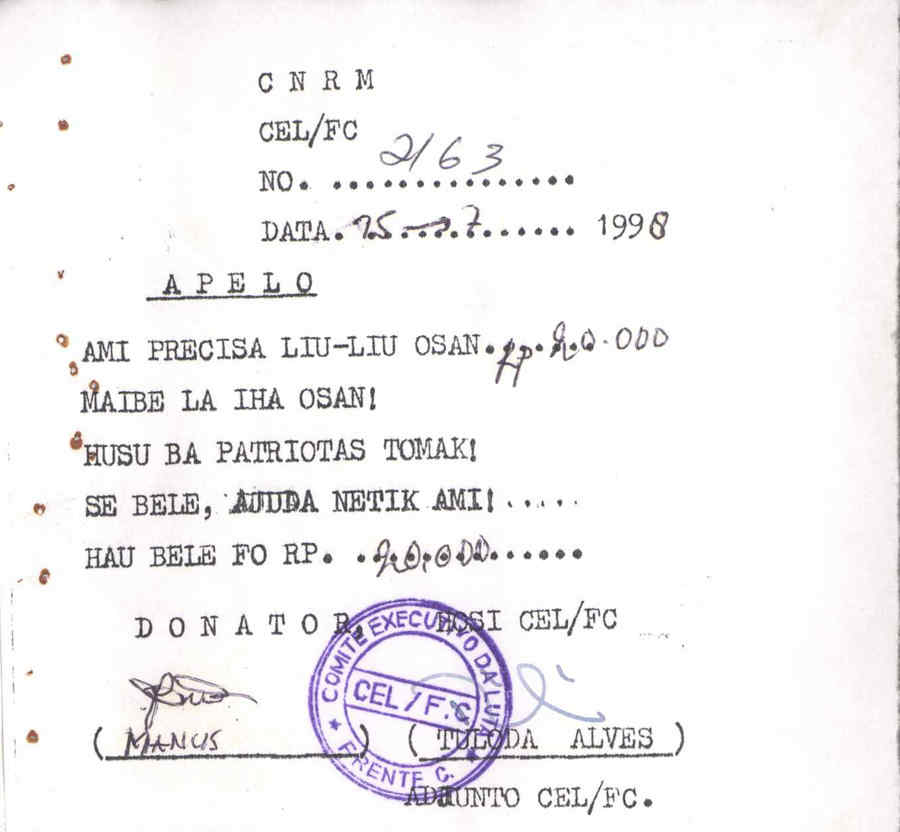 C N R M
CEL/FC
NO. 2163
DATA. 25-7 1998
A P E L O
AMI PRECISA LIU-LIU OSAN. Rp. 20.000
MAIBE LA IHA OSAN!
HUSU BA PATRIOTAS TOMAK!
SE BELE, AJUDA NETIK AMI!.....
HAU BELE FO RP. 20.000
D O N A T O R, HOSI CEL/FC
COMITE EXECUTIVO DA LUTA
CEL/F.C
FRENTE C.
(MANUS) (TULODA ALVES)
ADJUNTO CEL/FC.